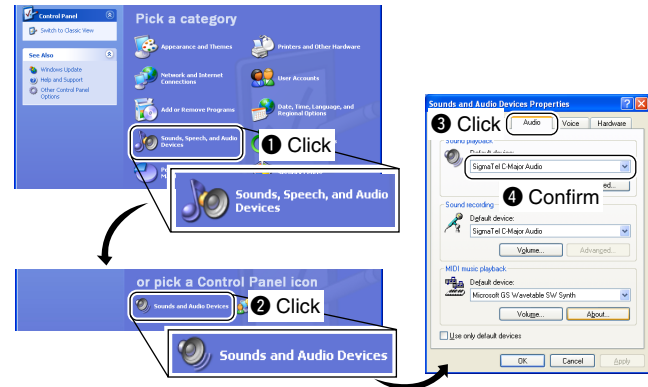 Control Panel
Switch to Classic View
See Also
Windows Update
Help and Support
Other Control Panel
Options
Pick a category
Appearance and Themes
Printers and Other Hardware
Network and Internet
Connections
User Accounts
Add or Remove Programs
Date, Time, Language, and
Regional Options
Sounds, Speech, and Audio
Devices
❶ Click
Sounds, Speech, and Audio
Devices
or pick a Control Panel icon
Sounds and Audio Devices
❷ Click
Sounds and Audio Devices
Sounds and Audio Devices Properties
❸ Click
Audio
Voice
Hardware
Sound playback
Default device:
SigmaTel C-Major Audio
ed...
❹ Confirm
Sound recording
Default device:
SigmaTel C-Major Audio
Volume...
Advanced...
MIDI music playback
Default device:
Microsoft GS Wavetable SW Synth
Volume...
About...
Use only default devices
OK
Cancel
Apply